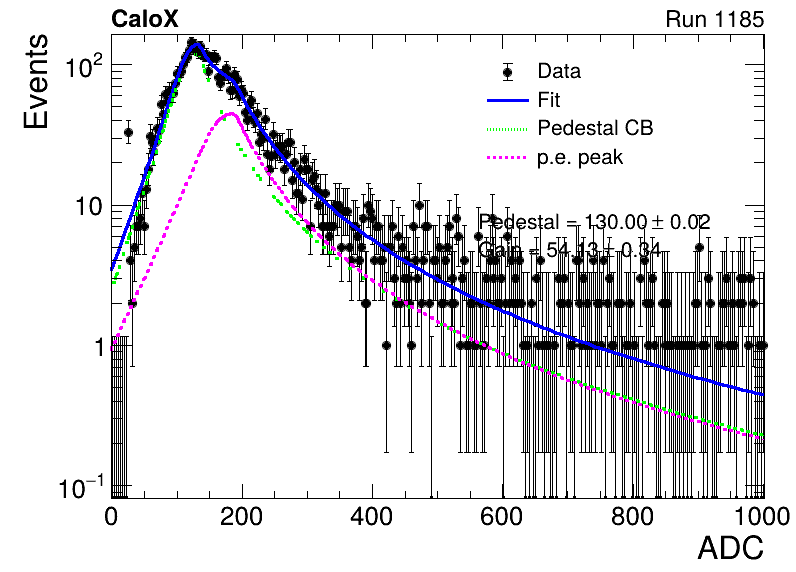 CaloX
Run 1185
Events
10²
10
1
10⁻¹
Data
Fit
Pedestal CB
p.e. peak
Pedestal = 130.00 ± 0.02
Gain = 54.13 ± 0.34
0 200 400 600 800 1000
ADC